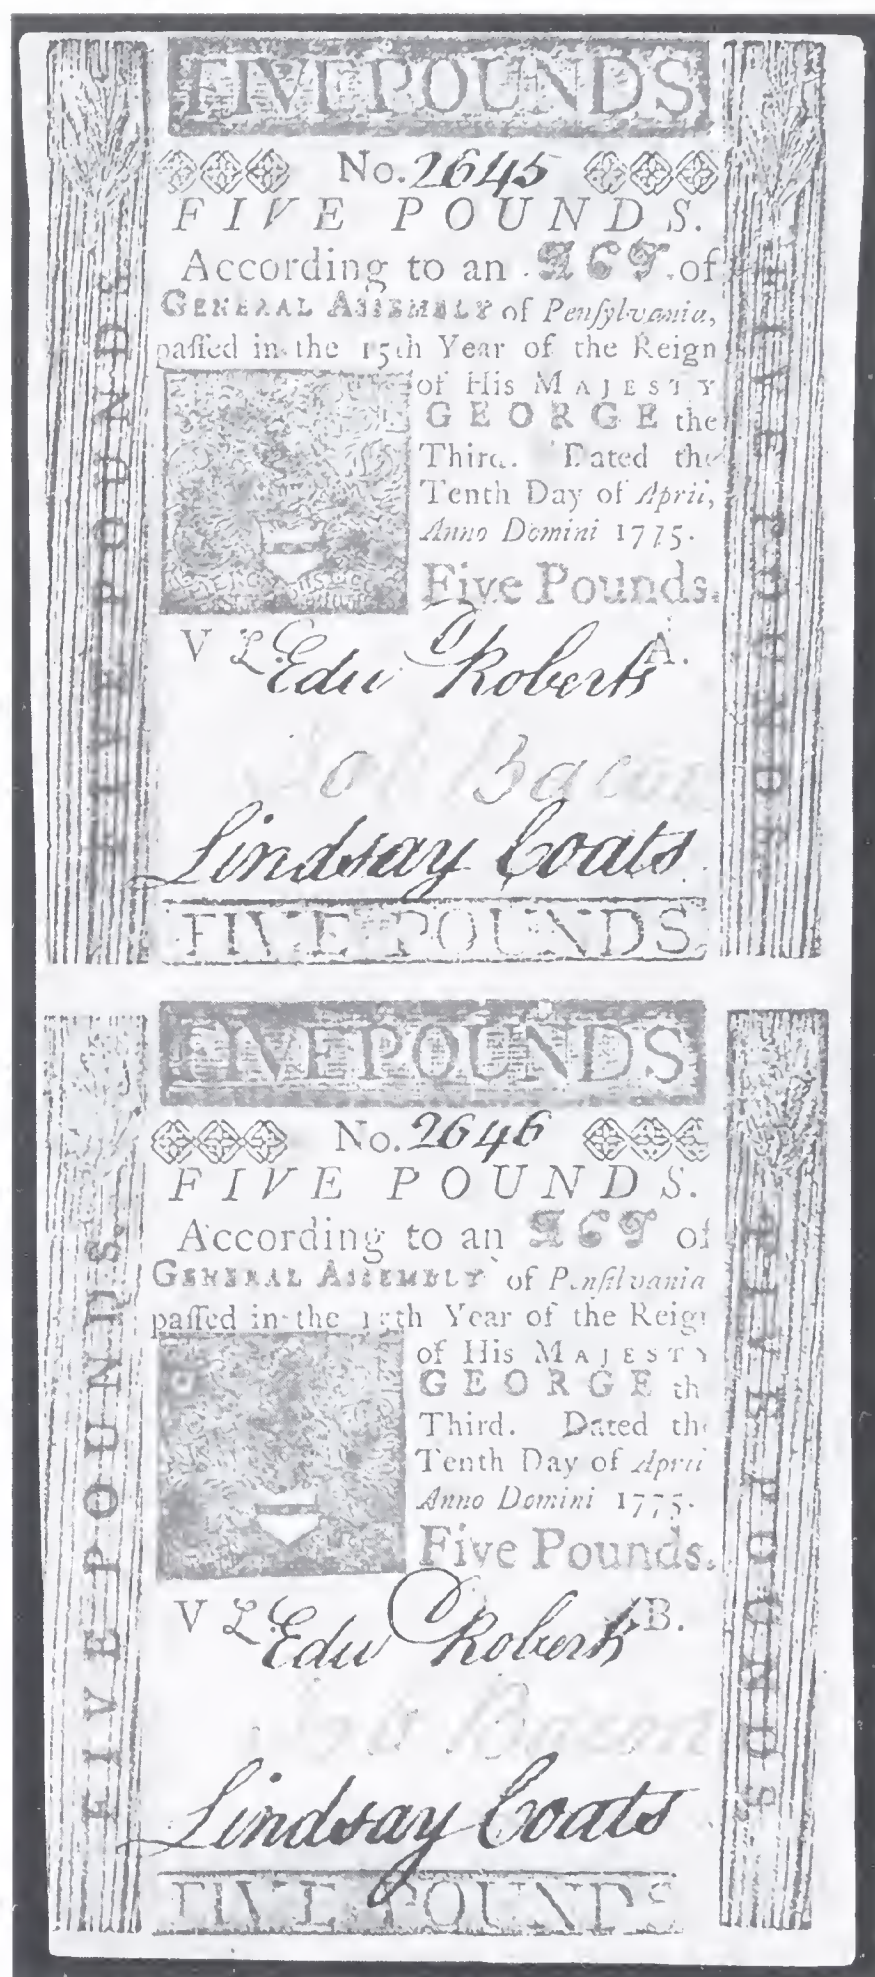 FIVE POUNDS
No. 2645
FIVE POUNDS.
According to an ACT of
GENERAL ASSEMBLY of Penſylvania,
paſſed in the 15th Year of the Reign
of His MAJESTY
GEORGE the
Third. Dated the
Tenth Day of April,
Anno Domini 1775.
Five Pounds.
V L. A.
Edw Roberts
Bacon
Lindsay Coats
FIVE POUNDS
FIVE POUNDS.
FIVE POUNDS
FIVE POUNDS
No. 2646
FIVE POUNDS.
According to an ACT of
GENERAL ASSEMBLY of Penſilvania
paſſed in the 15th Year of the Reign
of His MAJESTY
GEORGE the
Third. Dated the
Tenth Day of April
Anno Domini 1775.
Five Pounds.
V L. B.
Edw Roberts
Job Bacon
Lindsay Coats
FIVE POUNDS
FIVE POUNDS.
FIVE POUNDS